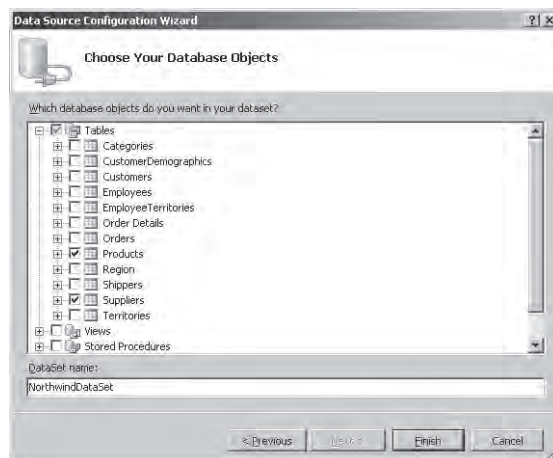 Data Source Configuration Wizard
Choose Your Database Objects
Which database objects do you want in your dataset?
Tables
Categories
CustomerDemographics
Customers
Employees
EmployeeTerritories
Order Details
Orders
Products
Region
Shippers
Suppliers
Territories
Views
Stored Procedures
DataSet name:
NorthwindDataSet
< Previous
Next >
Finish
Cancel